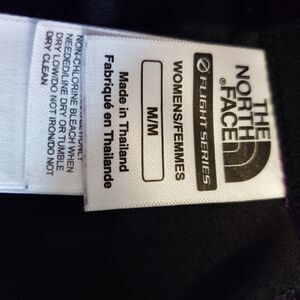 THE
NORTH
FACE®
FLIGHT SERIES
WOMENS/FEMMES
M/M
Made in Thailand
Fabriqué en Thaïlande
NON-CHLORINE BLEACH WHEN
NEEDED/LINE DRY OR TUMBLE
DRY LOW/DO NOT IRON/DO NOT
DRY CLEAN